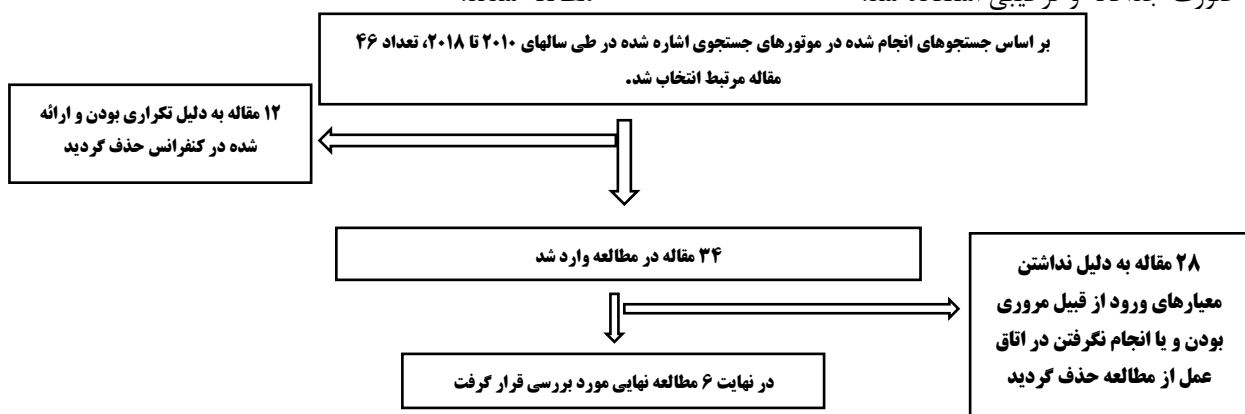 بر اساس جستجوهای انجام شده در موتورهای جستجوی اشاره شده در طی سالهای ۲۰۱۰ تا ۲۰۱۸، تعداد ۴۶
مقاله مرتبط انتخاب شد.
۱۲ مقاله به دلیل تکراری بودن و ارائه
شده در کنفرانس حذف گردید
۳۴ مقاله در مطالعه وارد شد
۲۸ مقاله به دلیل نداشتن
معیارهای ورود از قبیل مروری
بودن و یا انجام نگرفتن در اتاق
عمل از مطالعه حذف گردید
در نهایت ۶ مطالعه نهایی مورد بررسی قرار گرفت